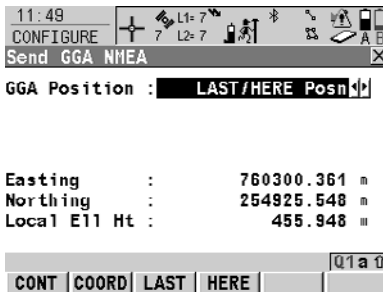 11:49 L1= 7
CONFIGURE 7 L2= 7 A B
Send GGA NMEA X
GGA Position : LAST/HERE Posn
Easting : 760300.361 m
Northing : 254925.548 m
Local Ell Ht : 455.948 m
Q1 a
CONT COORD LAST HERE